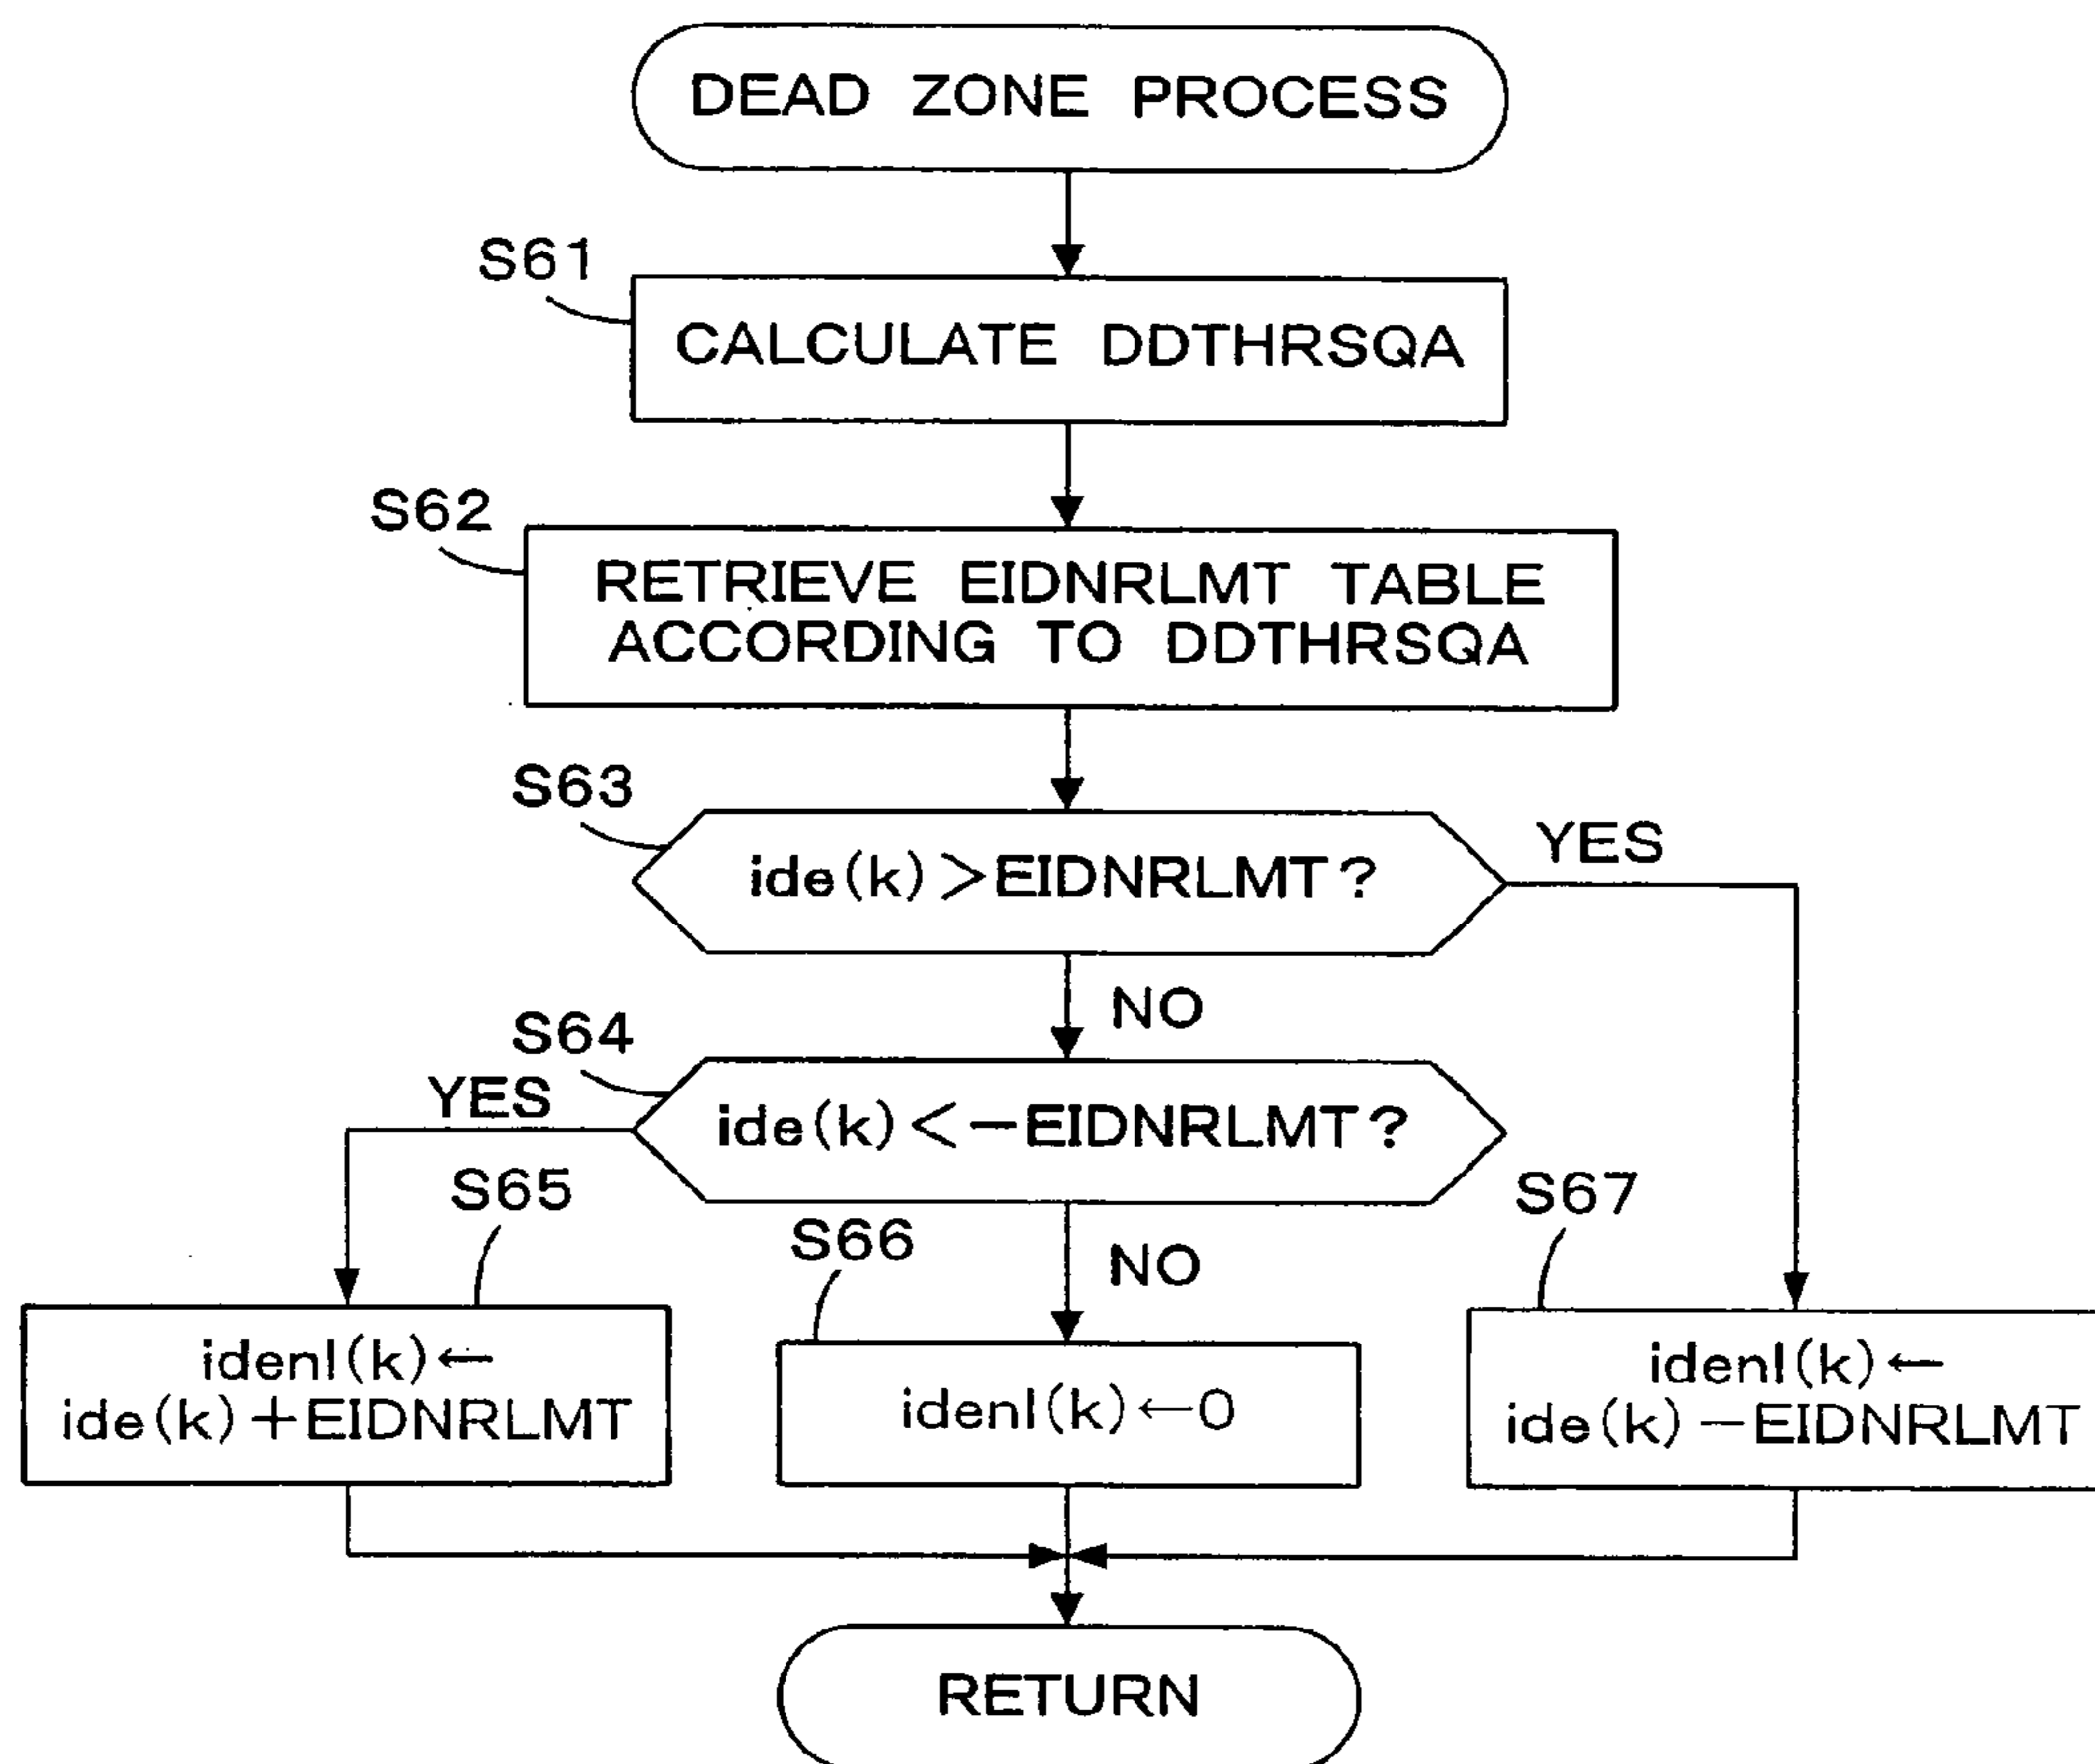 DEAD ZONE PROCESS
S61
CALCULATE DDTHRSQA
S62
RETRIEVE EIDNRLMT TABLE
ACCORDING TO DDTHRSQA
S63
ide(k)>EIDNRLMT?
YES
NO
S64
YES
ide(k)<-EIDNRLMT?
S65
S66
NO
S67
idenl(k)←
ide(k)+EIDNRLMT
idenl(k)←0
idenl(k)←
ide(k)-EIDNRLMT
RETURN